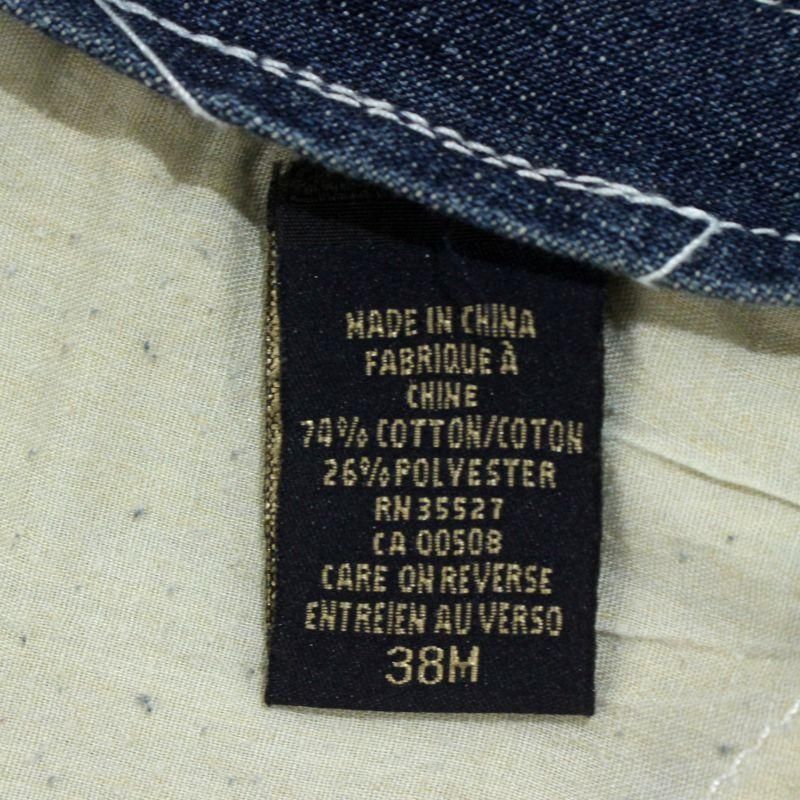 MADE IN CHINA
FABRIQUE À
CHINE
74% COTTON/COTON
26% POLYESTER
RN 35527
CA 00508
CARE ON REVERSE
ENTREIEN AU VERSO
38M